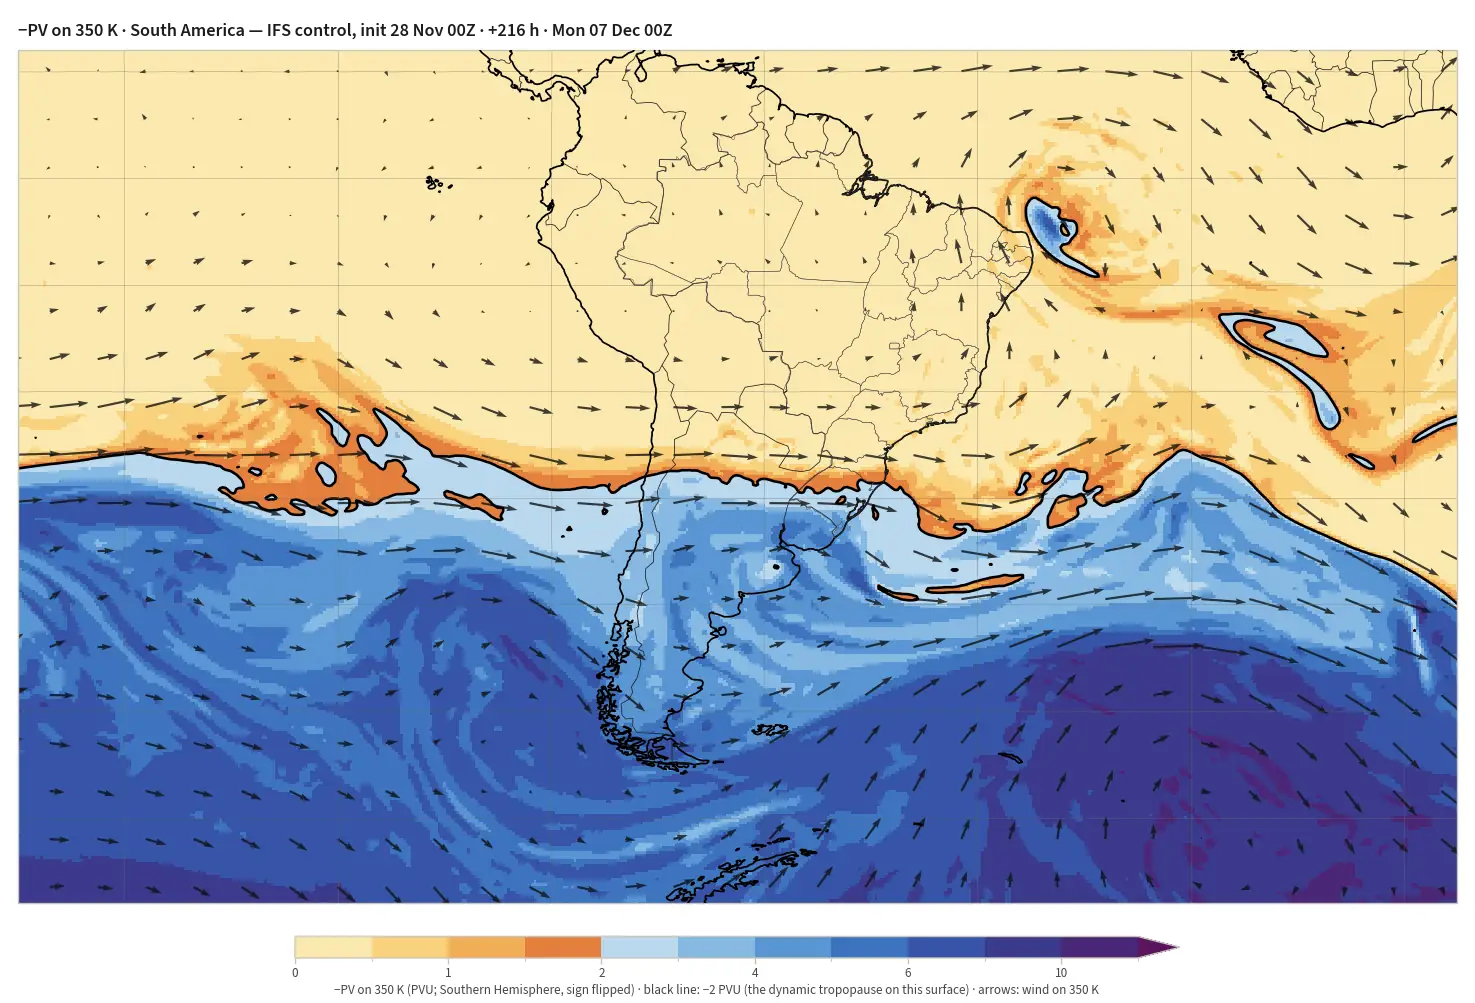 −PV on 350 K · South America — IFS control, init 28 Nov 00Z · +216 h · Mon 07 Dec 00Z
0 1 2 4 6 10
−PV on 350 K (PVU; Southern Hemisphere, sign flipped) · black line: −2 PVU (the dynamic tropopause on this surface) · arrows: wind on 350 K